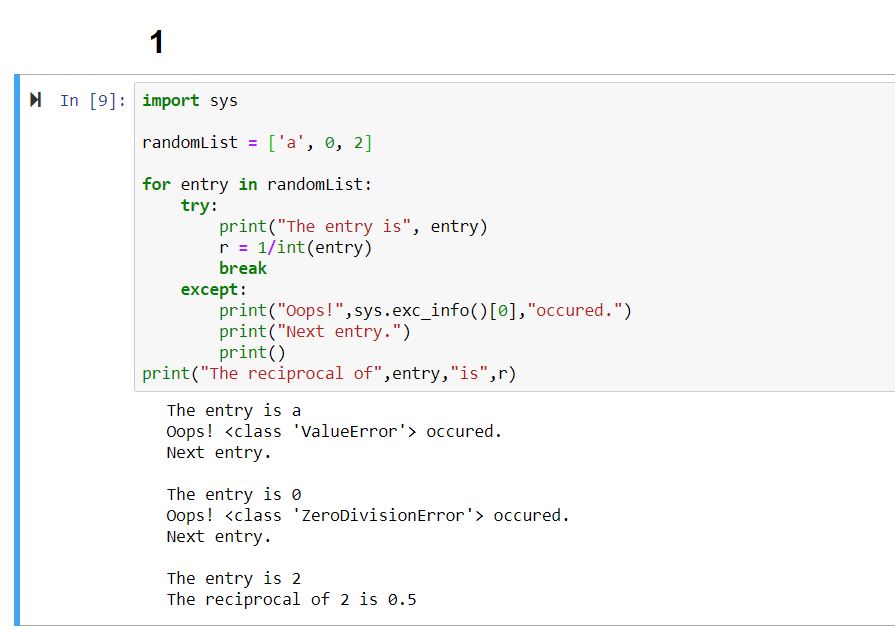 1
In [9]:
import sys
randomList = ['a', 0, 2]
for entry in randomList:
    try:
        print("The entry is", entry)
        r = 1/int(entry)
        break
    except:
        print("Oops!",sys.exc_info()[0],"occured.")
        print("Next entry.")
        print()
print("The reciprocal of",entry,"is",r)
The entry is a
Oops! <class 'ValueError'> occured.
Next entry.
The entry is 0
Oops! <class 'ZeroDivisionError'> occured.
Next entry.
The entry is 2
The reciprocal of 2 is 0.5